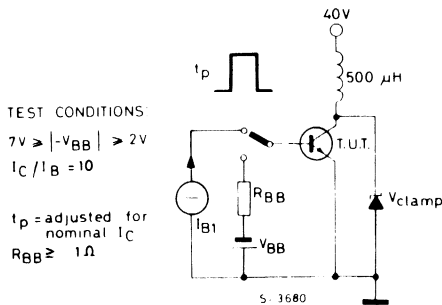 40V
tp
500 µH
TEST CONDITIONS:
7V ≥ |-VBB| ≥ 2V
IC/IB = 10
tp = adjusted for
nominal IC
RBB ≥ 1Ω
T.U.T.
IB1
RBB
VBB
Vclamp
S-3680